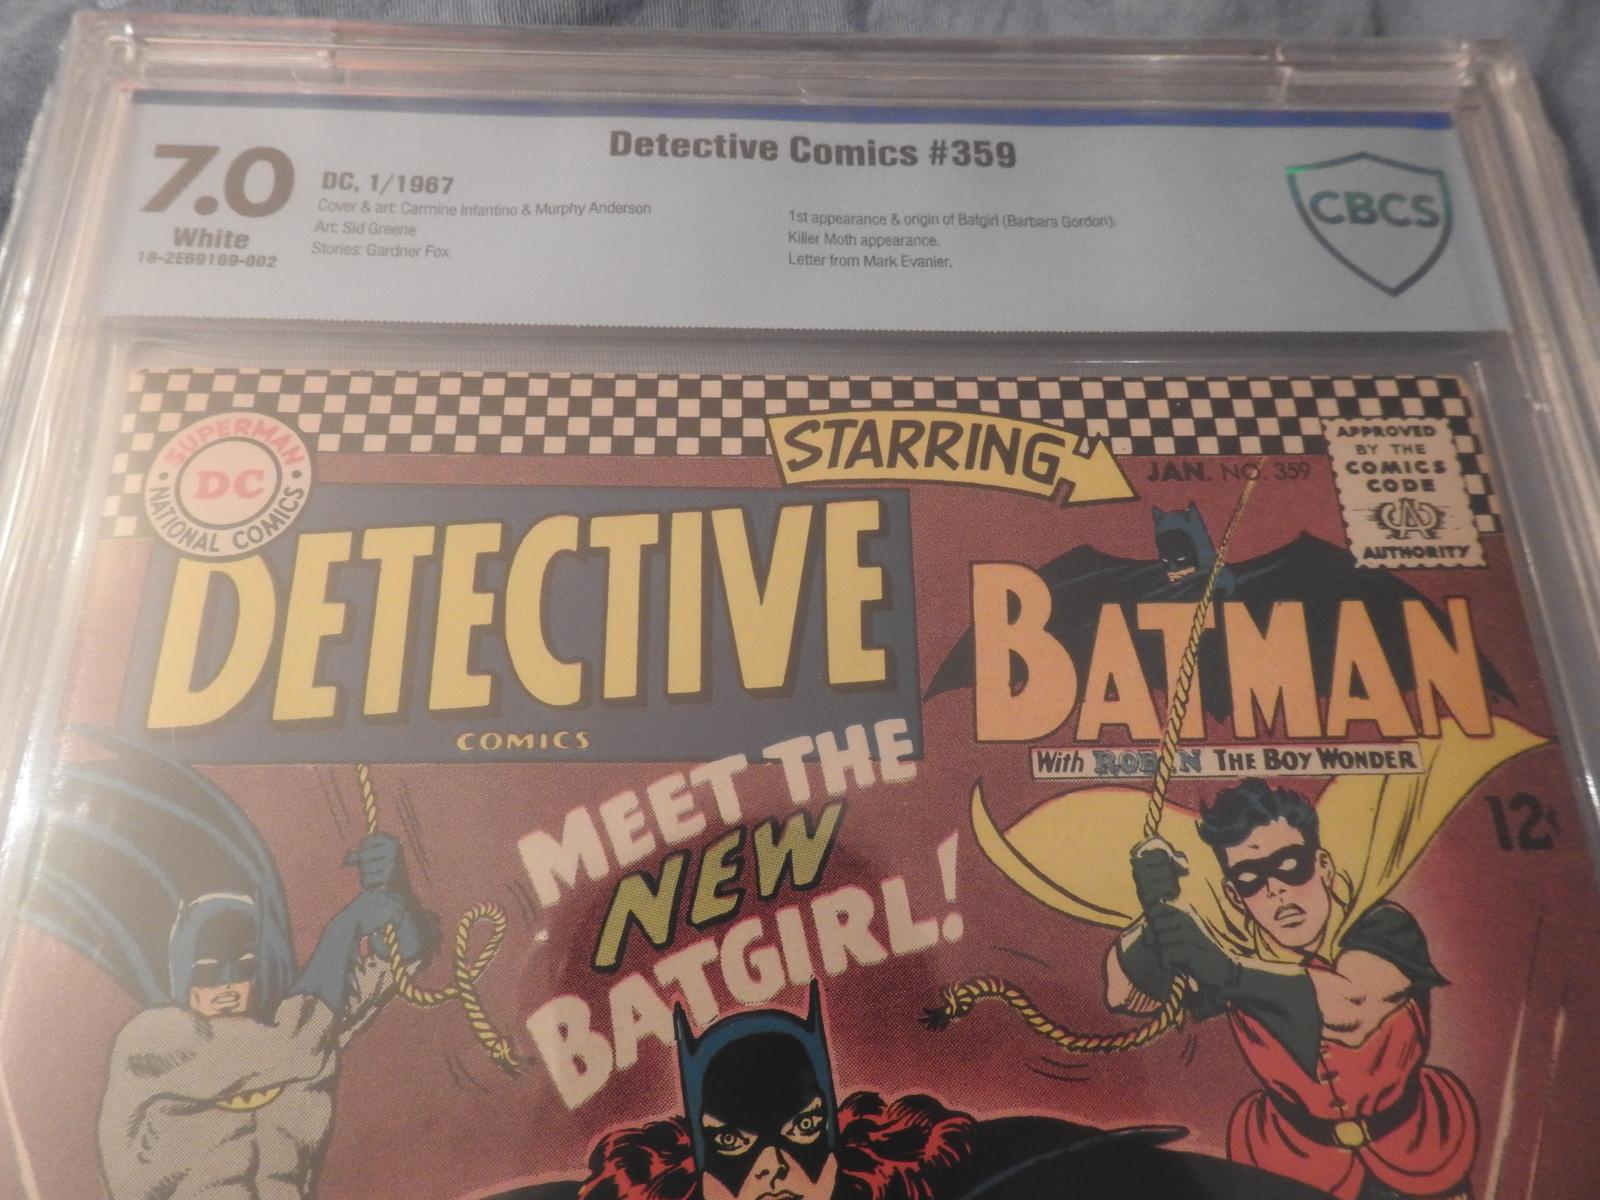 Detective Comics #359
7.0
White
18-2E69109-002
DC, 1/1967
Cover & art: Carmine Infantino & Murphy Anderson
Art: Sid Greene
Stories: Gardner Fox
1st appearance & origin of Batgirl (Barbara Gordon).
Killer Moth appearance.
Letter from Mark Evanier.
CBCS
SUPERMAN
DC
NATIONAL COMICS
STARRING
JAN. NO. 359
APPROVED
BY THE
COMICS
CODE
AUTHORITY
DETECTIVE
COMICS
BATMAN
With ROBIN THE BOY WONDER
12¢
MEET THE
NEW
BATGIRL!